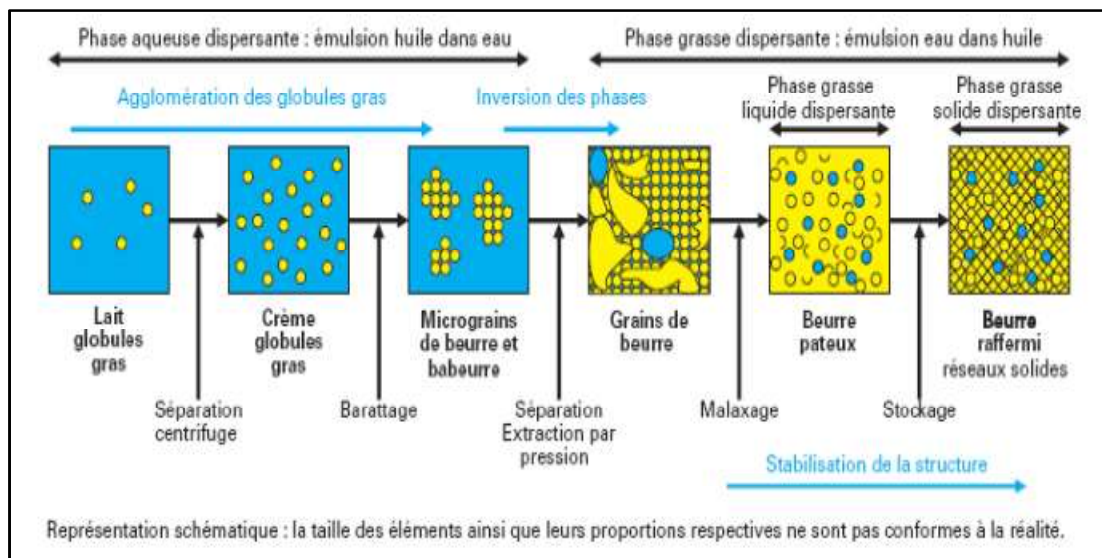 Phase aqueuse dispersante : émulsion huile dans eau
Phase grasse dispersante : émulsion eau dans huile
Agglomération des globules gras
Inversion des phases
Phase grasse
liquide dispersante
Phase grasse
solide dispersante
Lait
globules
gras
Crème
globules
gras
Micrograins
de beurre et
babeurre
Grains de
beurre
Beurre
pateux
Beurre
raffermi
réseaux solides
Séparation
centrifuge
Barattage
Séparation
Extraction par
pression
Malaxage
Stockage
Stabilisation de la structure
Représentation schématique : la taille des éléments ainsi que leurs proportions respectives ne sont pas conformes à la réalité.